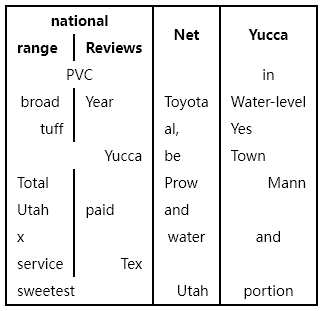 national
range Reviews Net Yucca
PVC in
broad Year Toyota Water-level
tuff al, Yes
Yucca be Town
Total Prow Mann
Utah paid and
x water and
service Tex
sweetest Utah portion